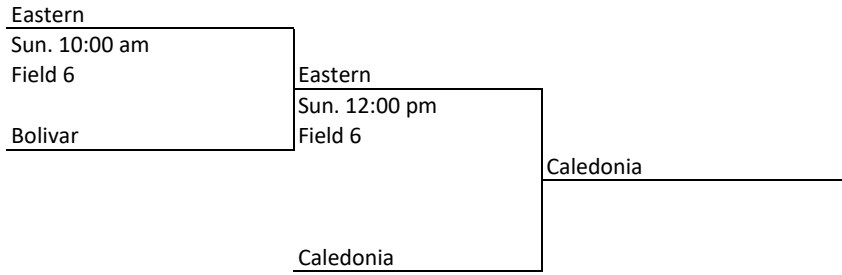 Eastern
Sun. 10:00 am
Field 6
Eastern
Sun. 12:00 pm
Bolivar
Field 6
Caledonia
Caledonia